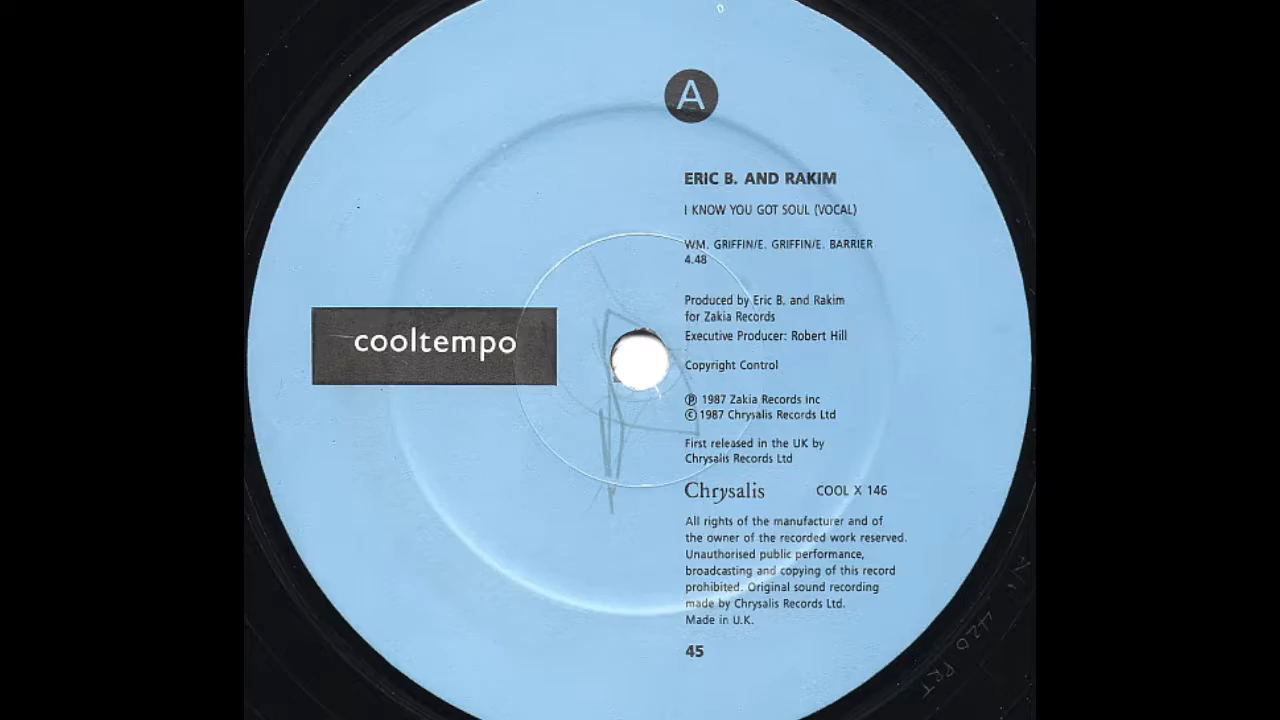 A
ERIC B. AND RAKIM
I KNOW YOU GOT SOUL (VOCAL)
WM. GRIFFIN/E. GRIFFIN/E. BARRIER
4.48
cooltempo
Produced by Eric B. and Rakim
for Zakia Records
Executive Producer: Robert Hill
Copyright Control
℗ 1987 Zakia Records Inc
© 1987 Chrysalis Records Ltd
First released in the UK by
Chrysalis Records Ltd
Chrysalis COOL X 146
All rights of the manufacturer and of
the owner of the recorded work reserved.
Unauthorised public performance,
broadcasting and copying of this record
prohibited. Original sound recording
made by Chrysalis Records Ltd.
Made in U.K.
45